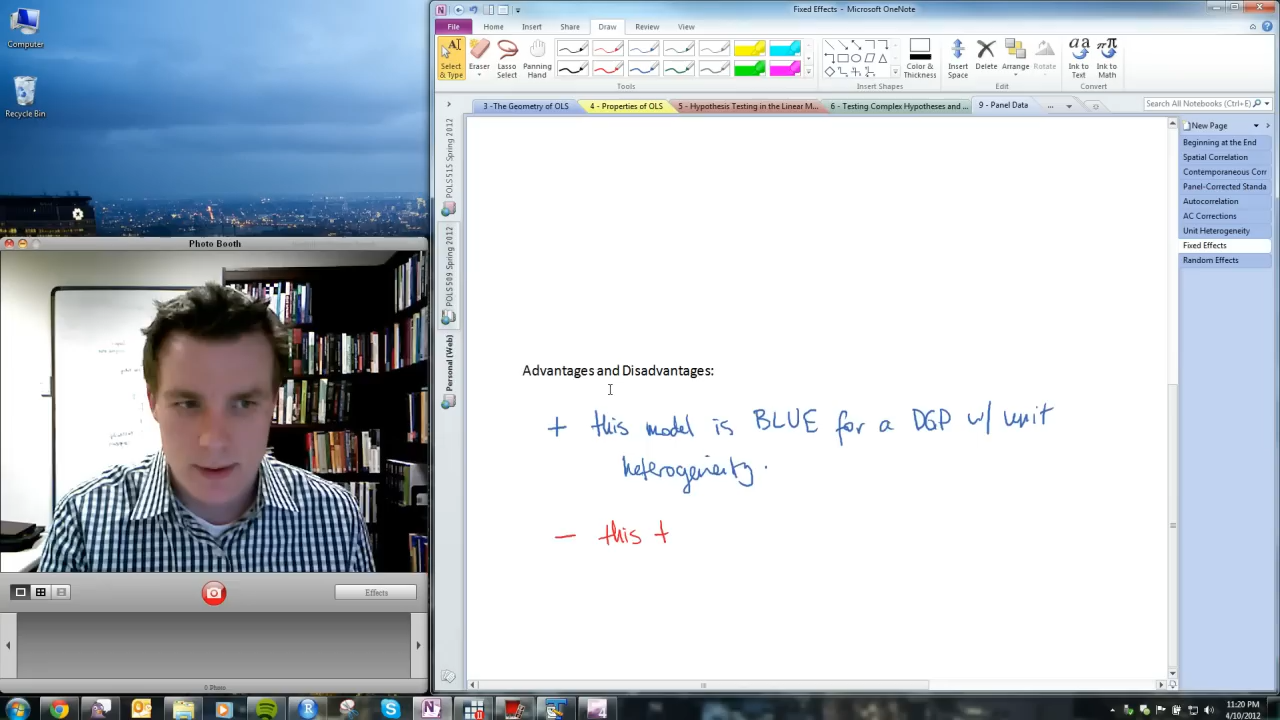 Fixed Effects - Microsoft OneNote
Computer
Recycle Bin
File Home Insert Share Draw Review View
Select & Type
Eraser
Lasso Select
Panning Hand
Color & Thickness
Insert Space
Delete
Arrange
Rotate
Ink to Text
Ink to Math
Tools
Insert Shapes
Edit
Convert
3 - The Geometry of OLS
4 - Properties of OLS
5 - Hypothesis Testing in the Linear M...
6 - Testing Complex Hypotheses and ...
9 - Panel Data
...
Search All Notebooks (Ctrl+E)
New Page
Beginning at the End
Spatial Correlation
Contemporaneous Corr
Panel-Corrected Standa
Autocorrelation
AC Corrections
Unit Heterogeneity
Fixed Effects
Random Effects
POLS 515 Spring 2012
POLS 509 Spring 2012
Personal (Web)
Photo Booth
Effects
Advantages and Disadvantages:
+ this model is BLUE for a DGP w/ unit
heterogeneity.
- this t
11:20 PM
4/10/2012